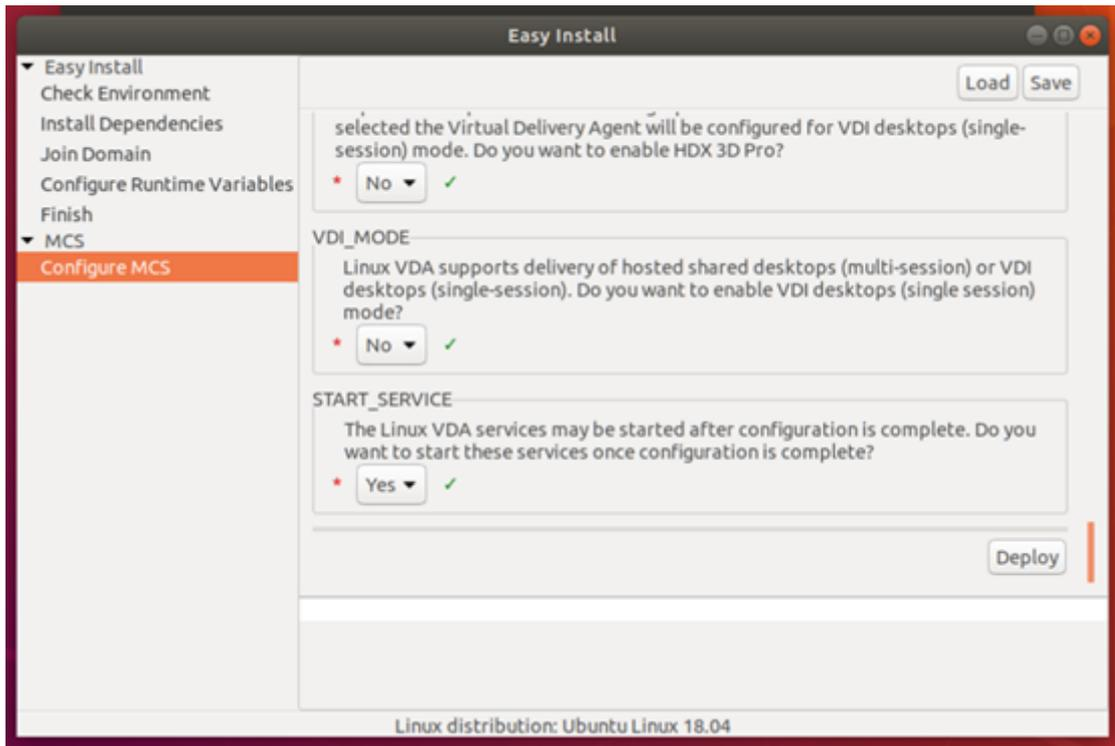 Easy Install
Easy Install
Check Environment
Install Dependencies
Join Domain
Configure Runtime Variables
Finish
MCS
Configure MCS
Load Save
selected the Virtual Delivery Agent will be configured for VDI desktops (single-
session) mode. Do you want to enable HDX 3D Pro?
* No ✓
VDI_MODE
Linux VDA supports delivery of hosted shared desktops (multi-session) or VDI
desktops (single-session). Do you want to enable VDI desktops (single session)
mode?
* No ✓
START_SERVICE
The Linux VDA services may be started after configuration is complete. Do you
want to start these services once configuration is complete?
* Yes ✓
Deploy
Linux distribution: Ubuntu Linux 18.04